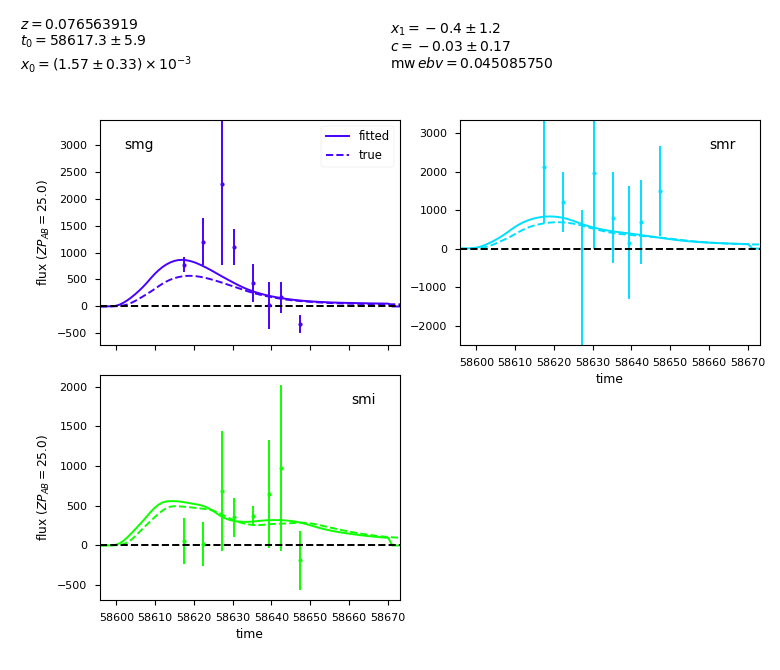 z = 0.076563919
t₀ = 58617.3 ± 5.9
x₀ = (1.57 ± 0.33) × 10⁻³
x₁ = −0.4 ± 1.2
c = −0.03 ± 0.17
mw ebv = 0.045085750
smg
fitted
true
3000
2500
2000
1500
1000
500
0
−500
flux (ZP_AB = 25.0)
smr
3000
2000
1000
0
−1000
−2000
58600 58610 58620 58630 58640 58650 58660 58670
time
smi
2000
1500
1000
500
0
−500
flux (ZP_AB = 25.0)
58600 58610 58620 58630 58640 58650 58660 58670
time